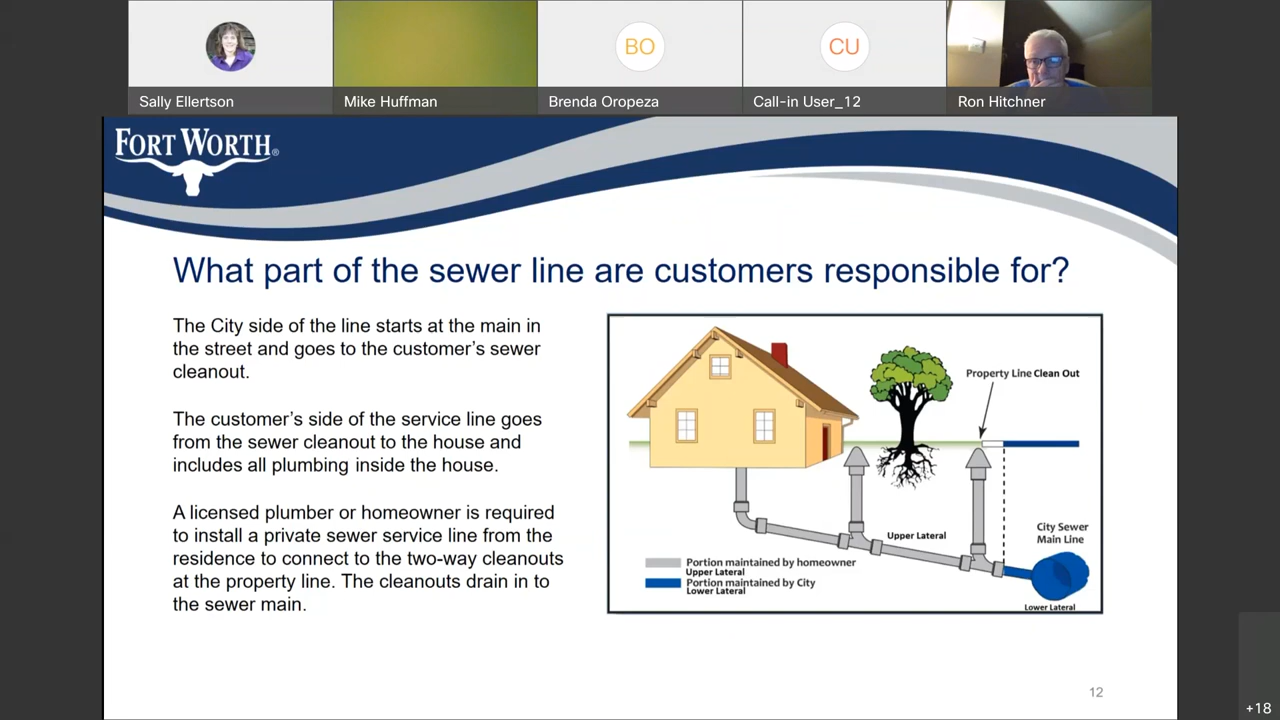 BO
CU
Sally Ellertson
Mike Huffman
Brenda Oropeza
Call-in User_12
Ron Hitchner
FORT WORTH®
What part of the sewer line are customers responsible for?
The City side of the line starts at the main in
the street and goes to the customer's sewer
cleanout.
The customer's side of the service line goes
from the sewer cleanout to the house and
includes all plumbing inside the house.
A licensed plumber or homeowner is required
to install a private sewer service line from the
residence to connect to the two-way cleanouts
at the property line. The cleanouts drain in to
the sewer main.
Property Line Clean Out
City Sewer
Main Line
Upper Lateral
Portion maintained by homeowner
Upper Lateral
Portion maintained by City
Lower Lateral
Lower Lateral
12
+18